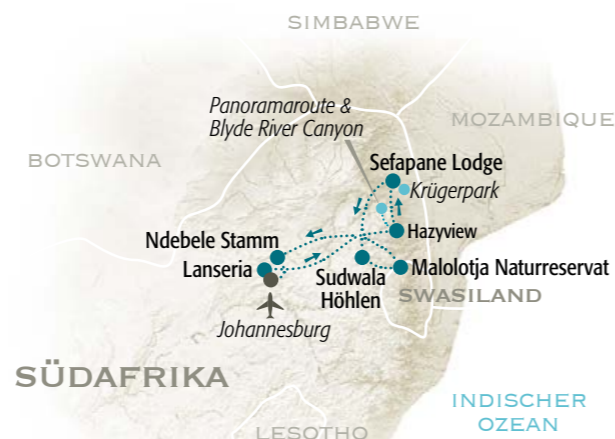 SIMBABWE
Panoramaroute &
Blyde River Canyon
MOZAMBIQUE
BOTSWANA
Sefapane Lodge
Krügerpark
Hazyview
Ndebele Stamm
Lanseria
Sudwala
Höhlen
Malolotja Naturreservat
SWASILAND
Johannesburg
SÜDAFRIKA
INDISCHER
OZEAN
LESOTHO